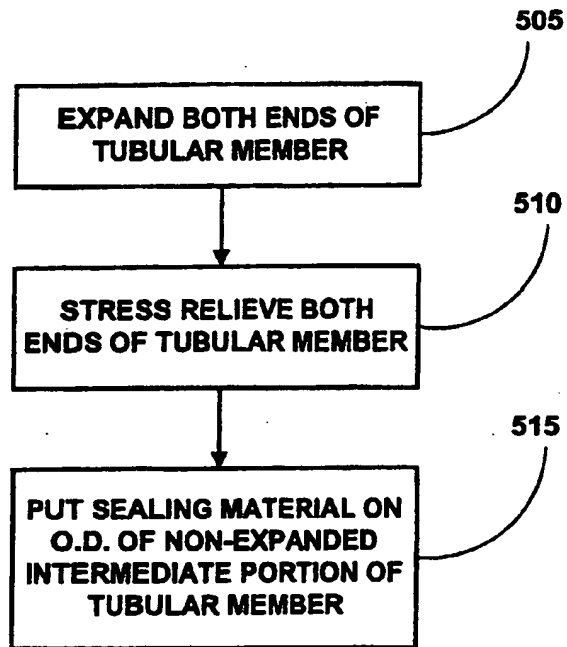 505
EXPAND BOTH ENDS OF
TUBULAR MEMBER
510
STRESS RELIEVE BOTH
ENDS OF TUBULAR MEMBER
515
PUT SEALING MATERIAL ON
O.D. OF NON-EXPANDED
INTERMEDIATE PORTION OF
TUBULAR MEMBER